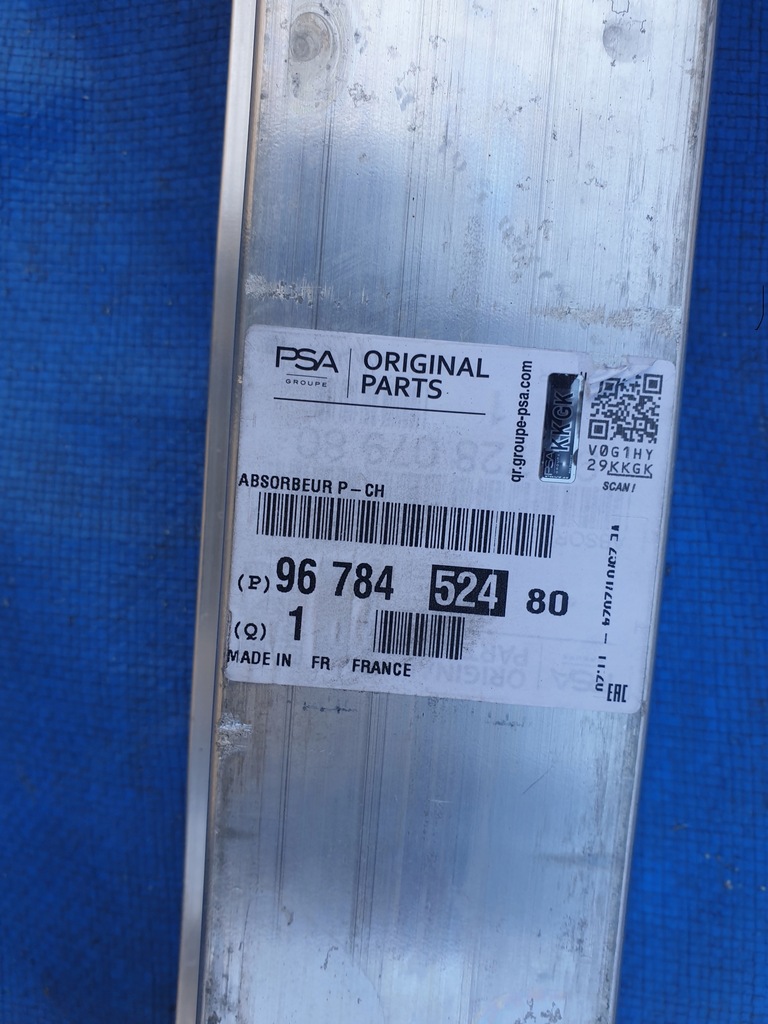 PSA
GROUPE
ORIGINAL
PARTS
qr.groupe-psa.com
KKGK
V0G1HY
29KKGK
SCAN!
ABSORBEUR P-CH
(P) 96 784 524 80
(Q) 1
MADE IN FR FRANCE
EAC